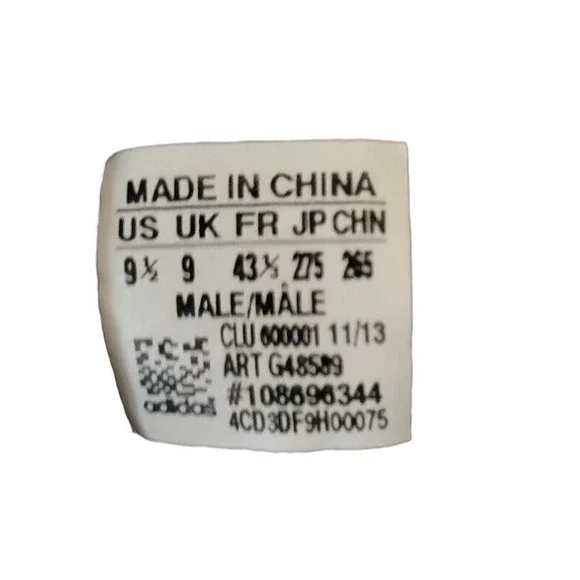 MADE IN CHINA
US UK FR JP CHN
9½ 9 43⅓ 275 265
MALE/MÂLE
CLU 600001 11/13
ART G48589
#108696344
adidas
4CD3DF9H00075